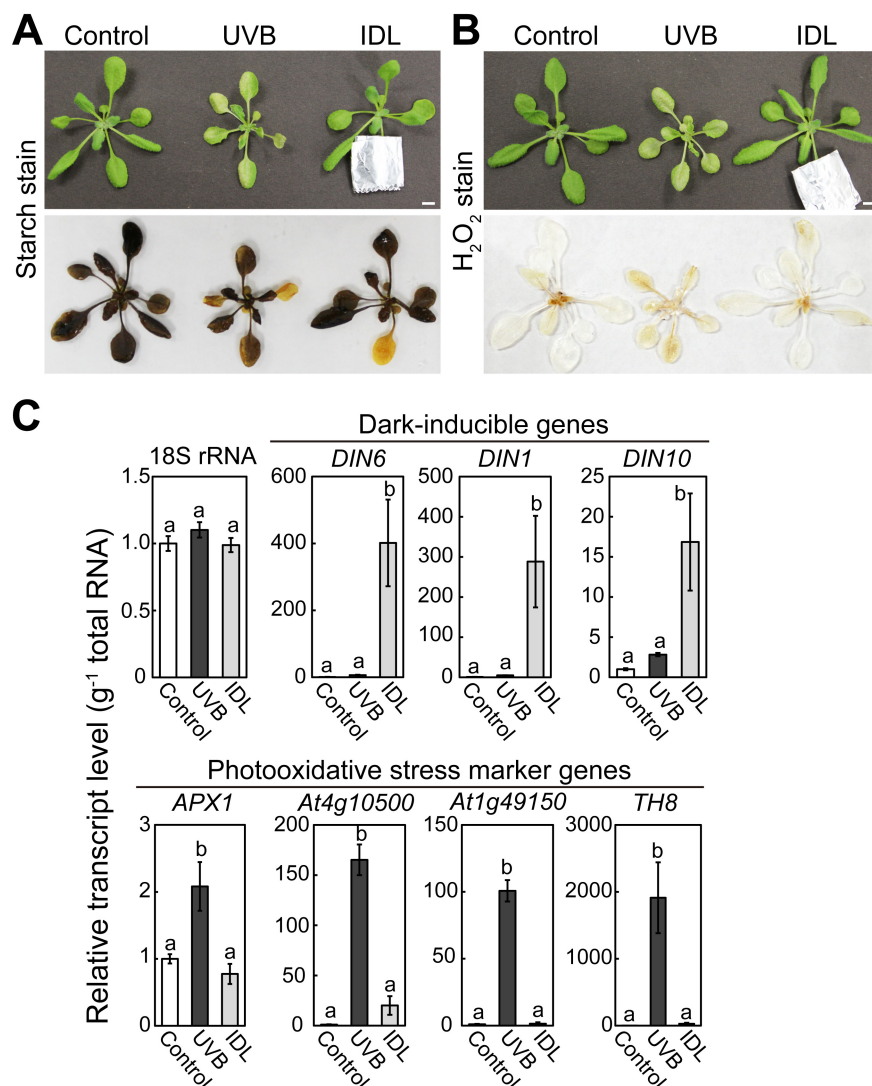 A
Control UVB IDL
Starch stain
B
Control UVB IDL
H2O2 stain
C
Relative transcript level (g-1 total RNA)
Dark-inducible genes
18S rRNA
1.5
1.0
0.5
0
a a a
Control UVB IDL
DIN6
600
400
200
0
a a b
Control UVB IDL
DIN1
500
400
300
200
100
0
a a b
Control UVB IDL
DIN10
25
20
15
10
5
0
a a b
Control UVB IDL
Photooxidative stress marker genes
APX1
3
2
1
0
a b a
Control UVB IDL
At4g10500
200
150
100
50
0
a b a
Control UVB IDL
At1g49150
150
100
50
0
a b a
Control UVB IDL
TH8
3000
2000
1000
0
a b a
Control UVB IDL